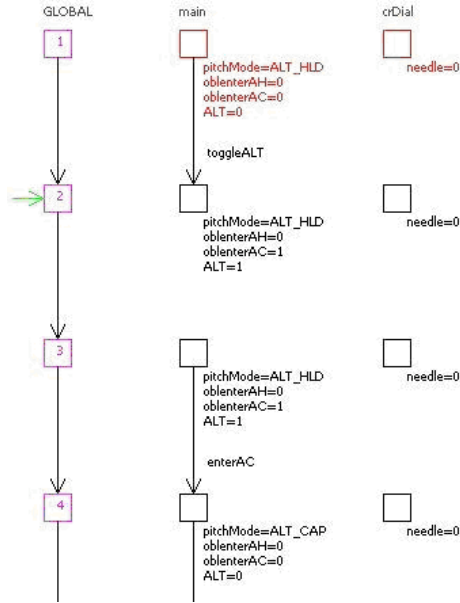 GLOBAL main crDial
1
pitchMode=ALT_HLD needle=0
oblenterAH=0
oblenterAC=0
ALT=0
toggleALT
2
pitchMode=ALT_HLD needle=0
oblenterAH=0
oblenterAC=1
ALT=1
3
pitchMode=ALT_HLD needle=0
oblenterAH=0
oblenterAC=1
ALT=1
enterAC
4
pitchMode=ALT_CAP needle=0
oblenterAH=0
oblenterAC=0
ALT=0